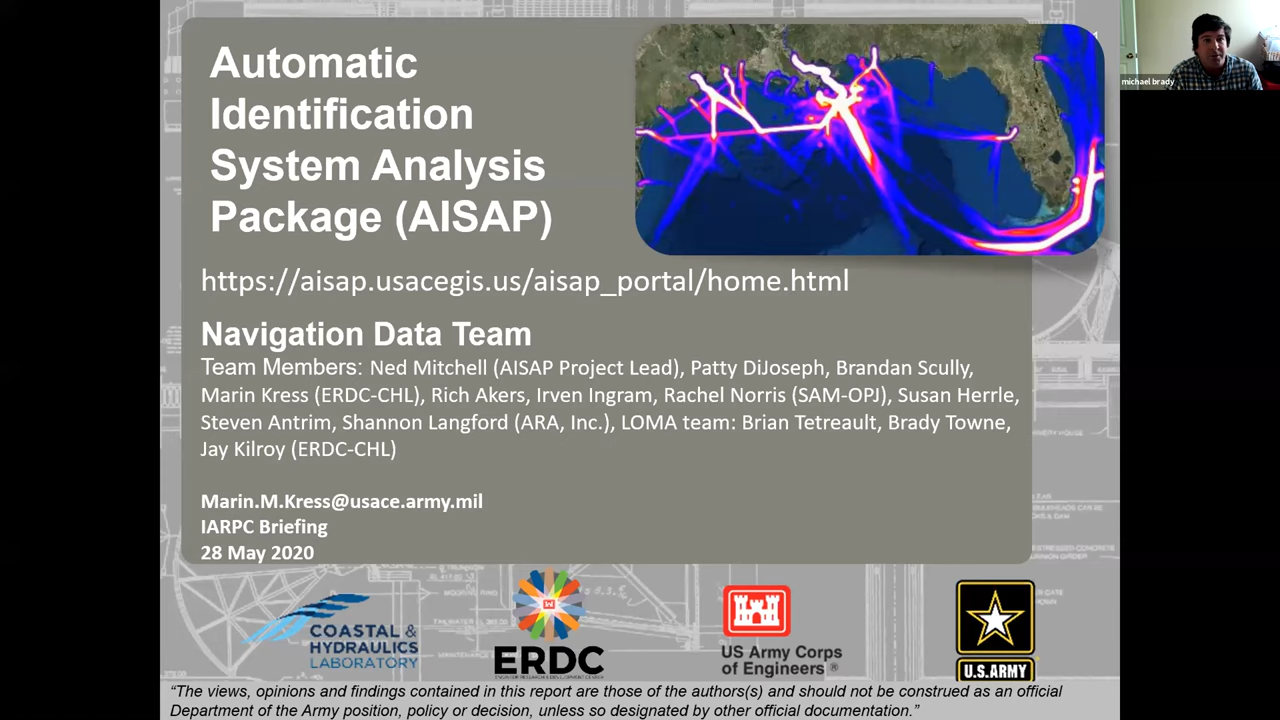 Automatic
Identification
System Analysis
Package (AISAP)
https://aisap.usacegis.us/aisap_portal/home.html
Navigation Data Team
Team Members: Ned Mitchell (AISAP Project Lead), Patty DiJoseph, Brandan Scully,
Marin Kress (ERDC-CHL), Rich Akers, Irven Ingram, Rachel Norris (SAM-OPJ), Susan Herrle,
Steven Antrim, Shannon Langford (ARA, Inc.), LOMA team: Brian Tetreault, Brady Towne,
Jay Kilroy (ERDC-CHL)
Marin.M.Kress@usace.army.mil
IARPC Briefing
28 May 2020
COASTAL &
HYDRAULICS
LABORATORY
ERDC
US Army Corps
of Engineers ®
U.S.ARMY
“The views, opinions and findings contained in this report are those of the authors(s) and should not be construed as an official
Department of the Army position, policy or decision, unless so designated by other official documentation.”
michael brady